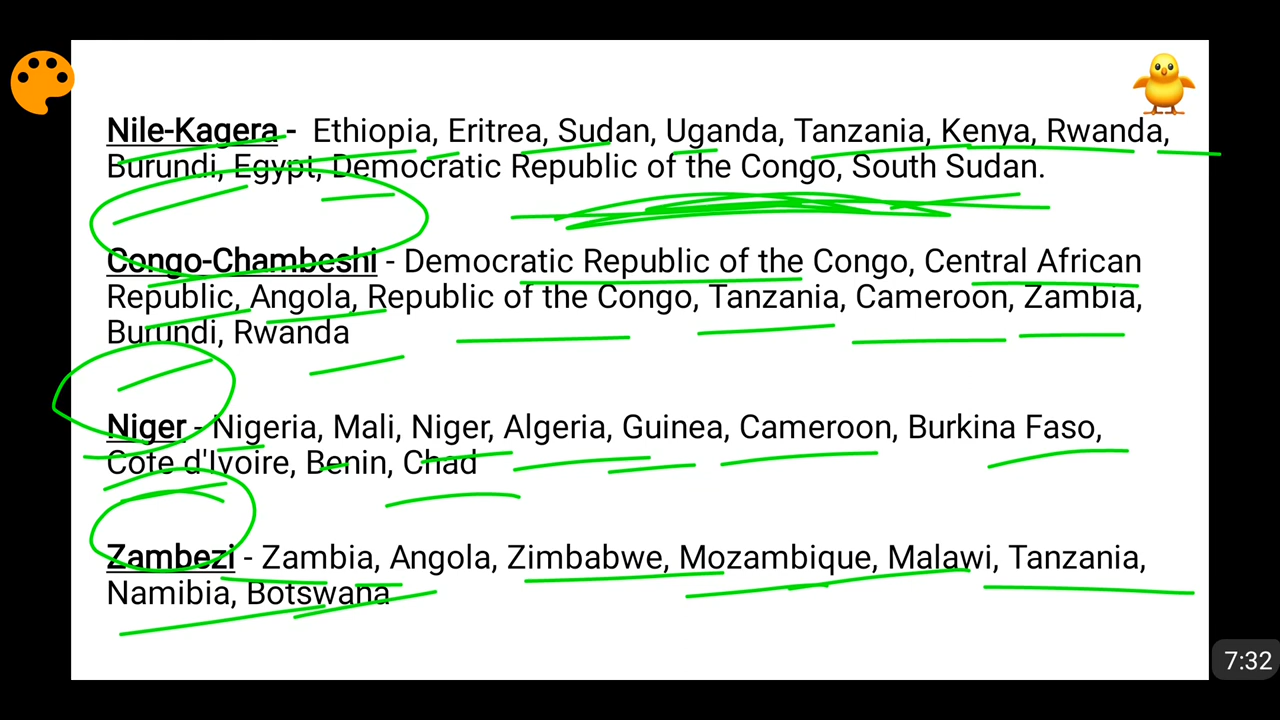 Nile-Kagera - Ethiopia, Eritrea, Sudan, Uganda, Tanzania, Kenya, Rwanda,
Burundi, Egypt, Democratic Republic of the Congo, South Sudan.
Congo-Chambeshi - Democratic Republic of the Congo, Central African
Republic, Angola, Republic of the Congo, Tanzania, Cameroon, Zambia,
Burundi, Rwanda
Niger - Nigeria, Mali, Niger, Algeria, Guinea, Cameroon, Burkina Faso,
Cote d'Ivoire, Benin, Chad
Zambezi - Zambia, Angola, Zimbabwe, Mozambique, Malawi, Tanzania,
Namibia, Botswana
7:32